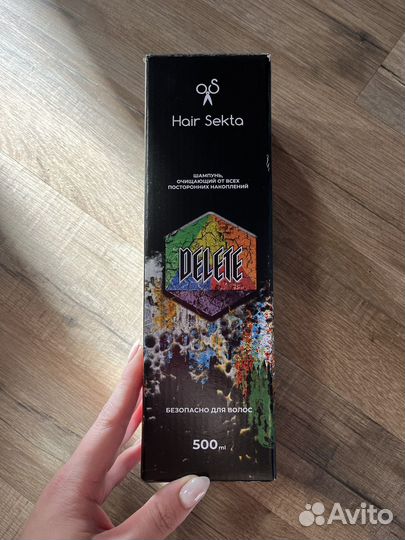 Hair Sekta
ШАМПУНЬ,
ОЧИЩАЮЩИЙ ОТ ВСЕХ
ПОСТОРОННИХ НАКОПЛЕНИЙ
DELETE
БЕЗОПАСНО ДЛЯ ВОЛОС
500ml
Avito